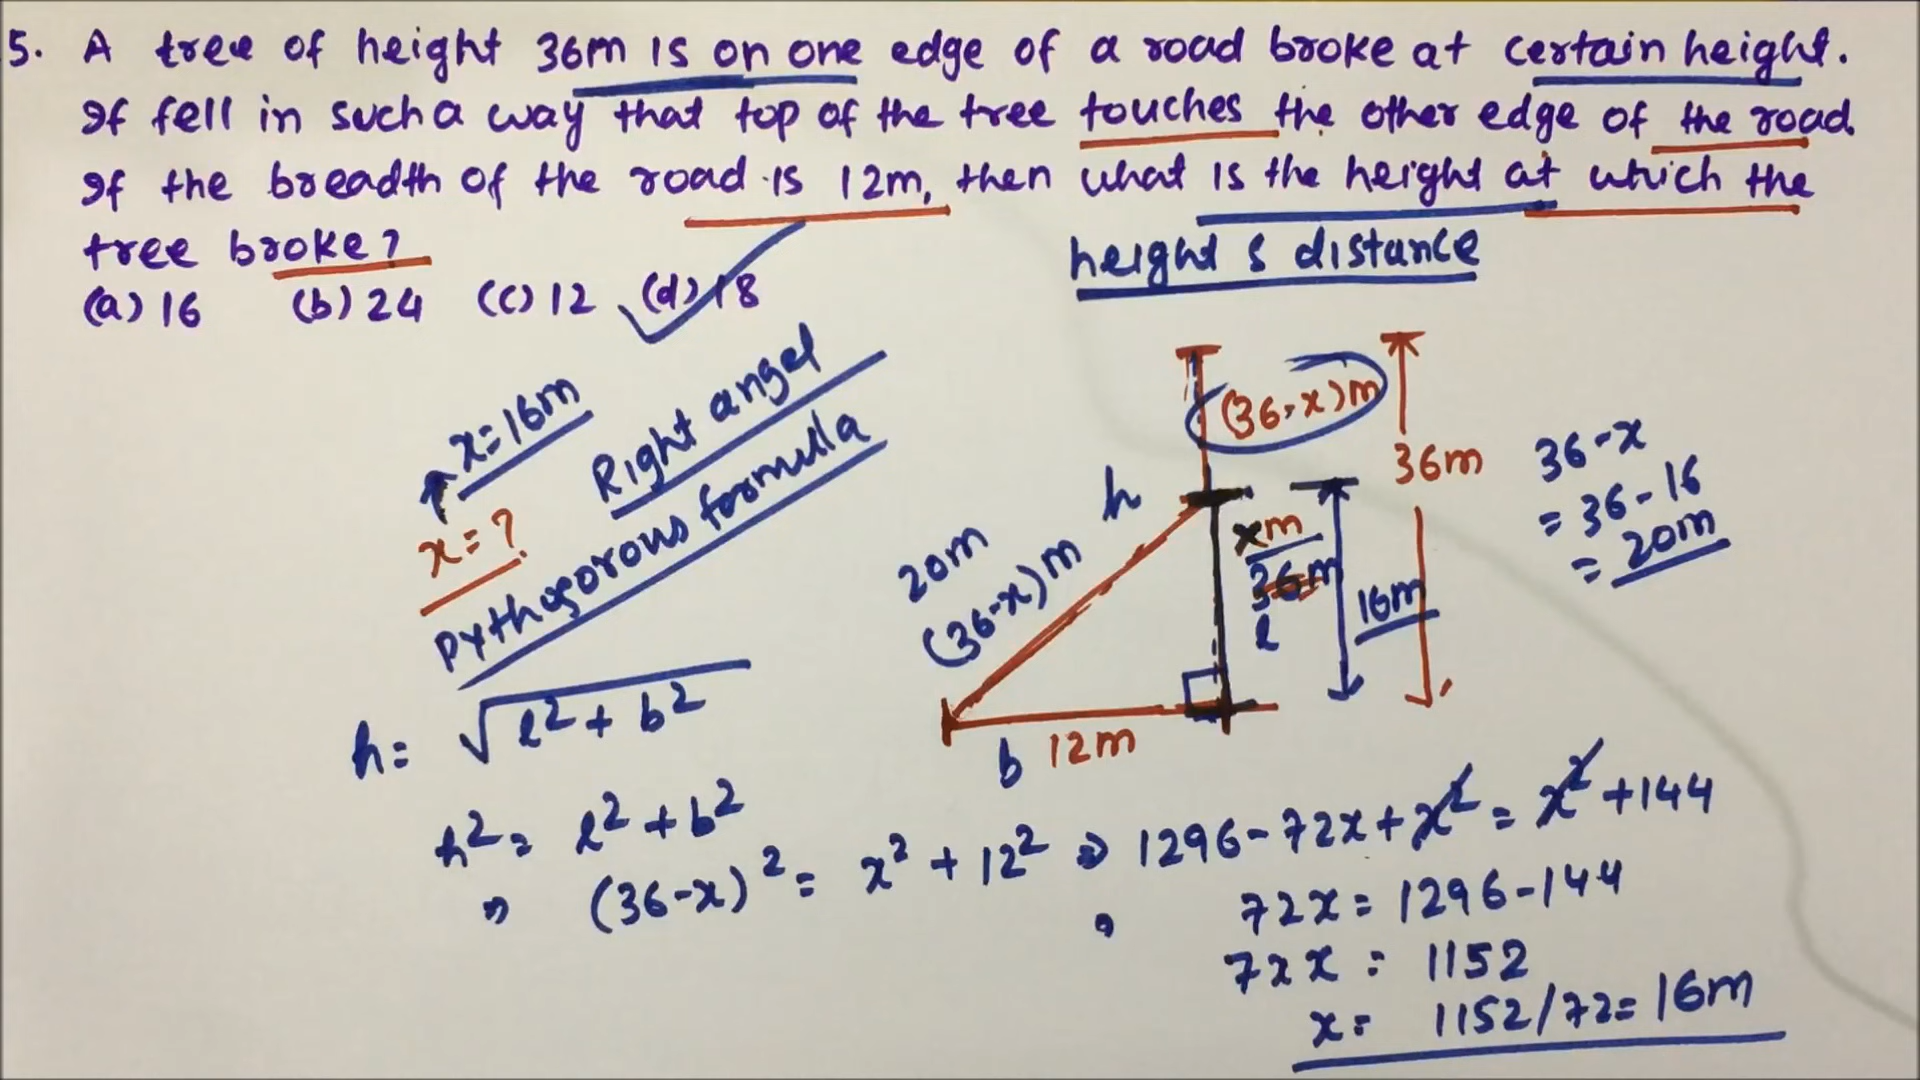 5. A tree of height 36m is on one edge of a road broke at certain height.
If fell in such a way that top of the tree touches the other edge of the road.
If the breadth of the road is 12m, then what is the height at which the
tree broke?
(a) 16 (b) 24 (c) 12 (d) 18
height & distance
x=16m
x=?
Right angel
Pythagorous formula
h= √l²+b²
h²= l²+b²
⇒ (36-x)²= x²+12² ⇒ 1296-72x+x²= x²+144
72x= 1296-144
72x= 1152
x= 1152/72= 16m
(36-x)m
36m
h
xm
36m
l
16m
20m
(36-x)m
b 12m
36-x
= 36-16
= 20m